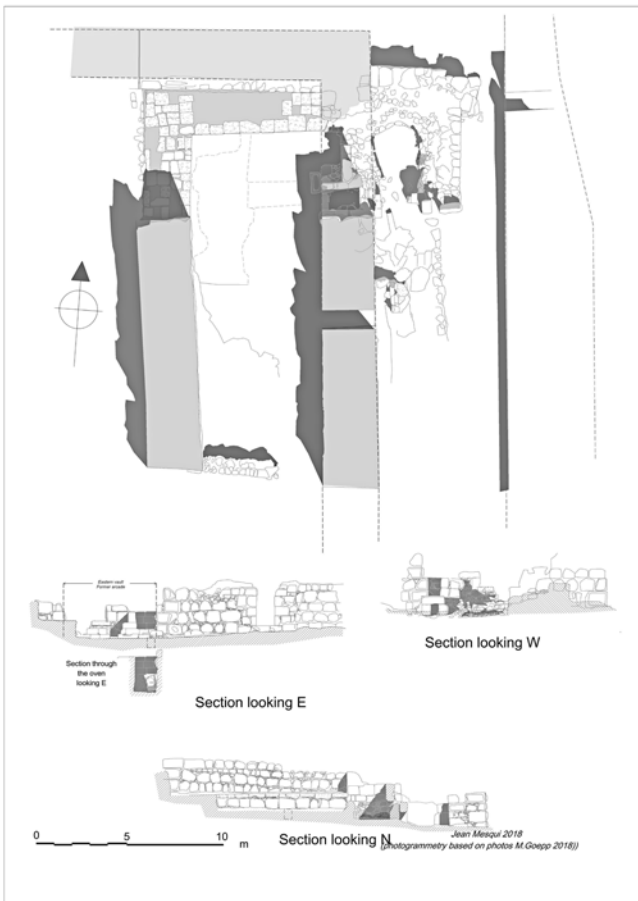 Eastern vault
Former arcade
Section through
the oven
looking E
Section looking E
Section looking W
0 5 10 m
Section looking N
Jean Mesqui 2018
(photogrammetry based on photos M.Goepp 2018))